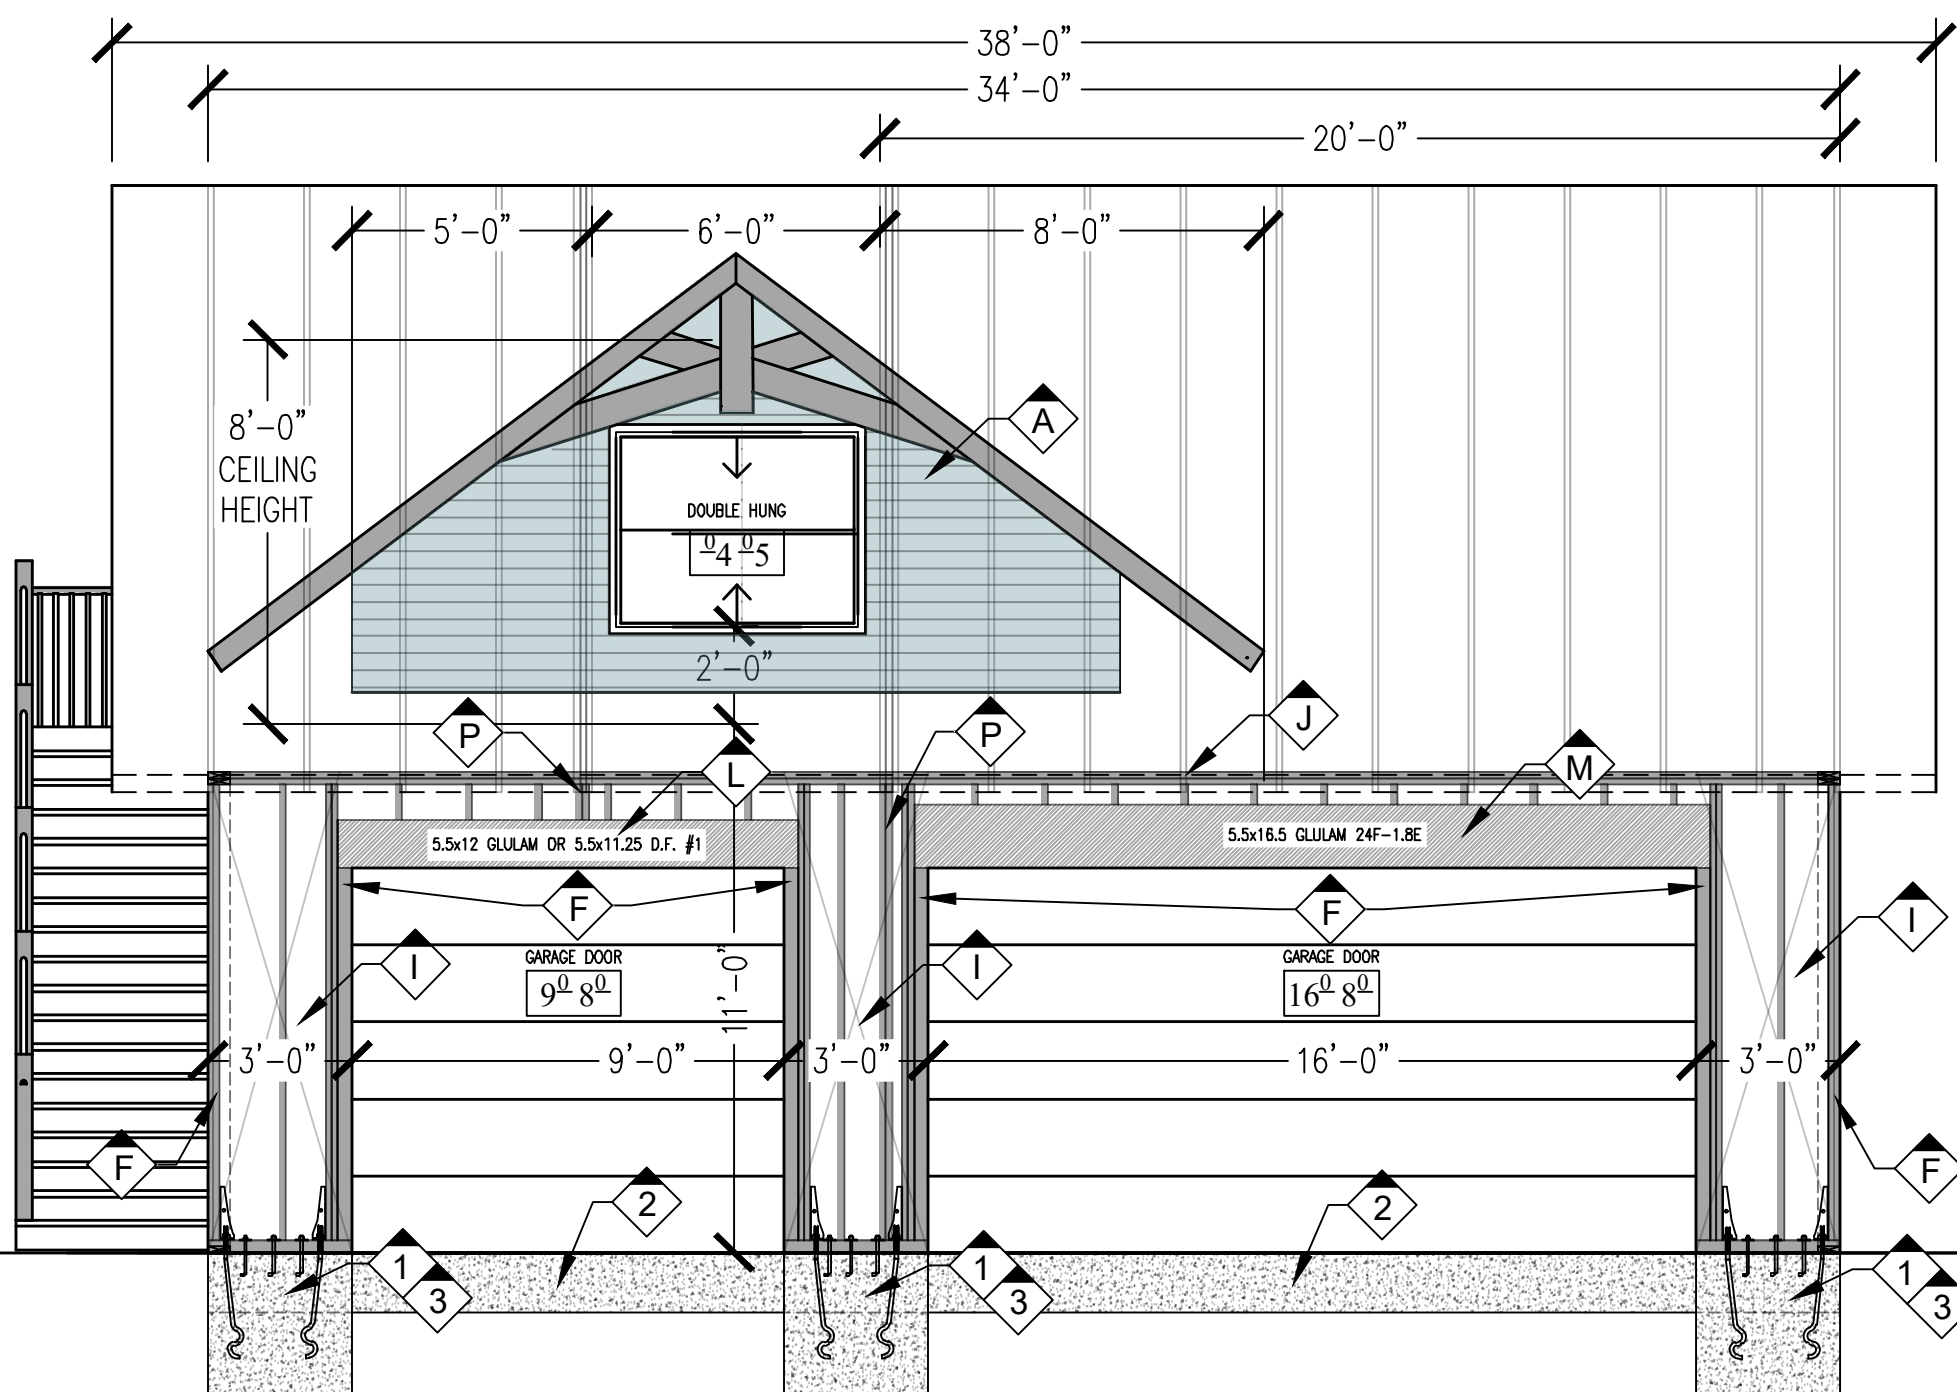 38'-0"
34'-0"
20'-0"
5'-0"
6'-0"
8'-0"
8'-0"
CEILING
HEIGHT
A
DOUBLE HUNG
04 05
2'-0"
P
P
J
L
M
5.5x12 GLULAM OR 5.5x11.25 D.F. #1
5.5x16.5 GLULAM 24F-1.8E
F
F
I
I
I
GARAGE DOOR
9⁰ 8⁰
11'-0"
GARAGE DOOR
16⁰ 8⁰
3'-0"
9'-0"
3'-0"
16'-0"
3'-0"
F
F
2
2
1
3
1
3
1
3